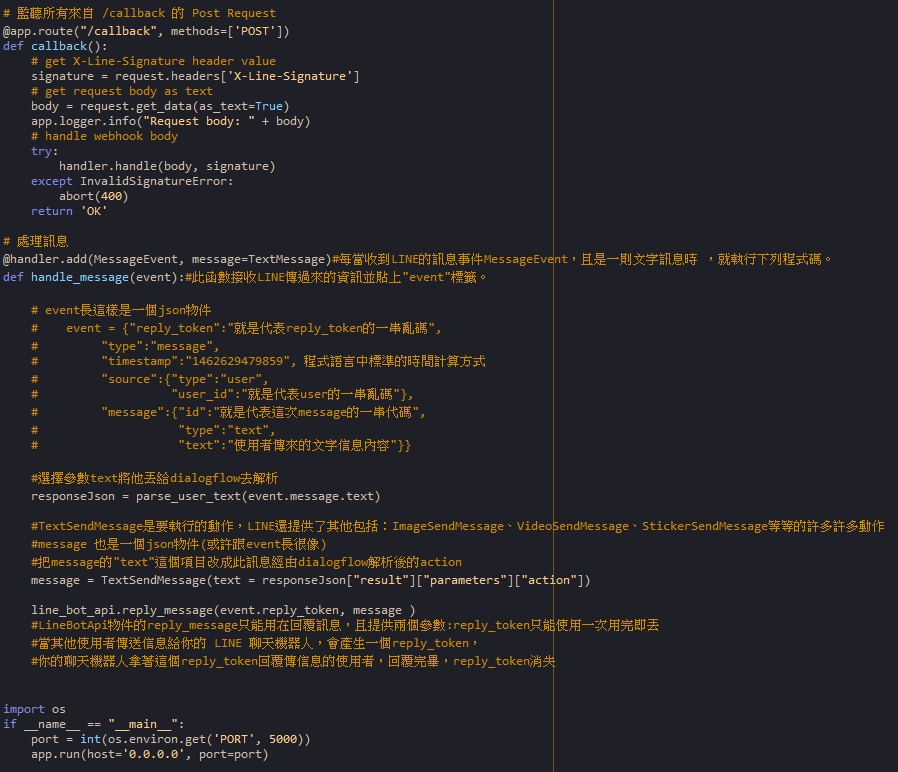 # 監聽所有來自 /callback 的 Post Request
@app.route("/callback", methods=['POST'])
def callback():
    # get X-Line-Signature header value
    signature = request.headers['X-Line-Signature']
    # get request body as text
    body = request.get_data(as_text=True)
    app.logger.info("Request body: " + body)
    # handle webhook body
    try:
        handler.handle(body, signature)
    except InvalidSignatureError:
        abort(400)
    return 'OK'
# 處理訊息
@handler.add(MessageEvent, message=TextMessage)#每當收到LINE的訊息事件MessageEvent，且是一則文字訊息時 ，就執行下列程式碼。
def handle_message(event):#此函數接收LINE傳過來的資訊並貼上"event"標籤。
    # event長這樣是一個json物件
    #    event = {"reply_token":"就是代表reply_token的一串亂碼",
    #         "type":"message",
    #         "timestamp":"1462629479859", 程式語言中標準的時間計算方式
    #         "source":{"type":"user",
    #                   "user_id":"就是代表user的一串亂碼"},
    #         "message":{"id":"就是代表這次message的一串代碼",
    #                    "type":"text",
    #                    "text":"使用者傳來的文字信息內容"}}
    #選擇參數text將他丟給dialogflow去解析
    responseJson = parse_user_text(event.message.text)
    #TextSendMessage是要執行的動作，LINE還提供了其他包括：ImageSendMessage、VideoSendMessage、StickerSendMessage等等的許多許多動作
    #message 也是一個json物件(或許跟event長很像)
    #把message的"text"這個項目改成此訊息經由dialogflow解析後的action
    message = TextSendMessage(text = responseJson["result"]["parameters"]["action"])
    line_bot_api.reply_message(event.reply_token, message )
    #LineBotApi物件的reply_message只能用在回覆訊息，且提供兩個參數:reply_token只能使用一次用完即丟
    #當其他使用者傳送信息給你的 LINE 聊天機器人，會產生一個reply_token，
    #你的聊天機器人拿著這個reply_token回覆傳信息的使用者，回覆完畢，reply_token消失
import os
if __name__ == "__main__":
    port = int(os.environ.get('PORT', 5000))
    app.run(host='0.0.0.0', port=port)